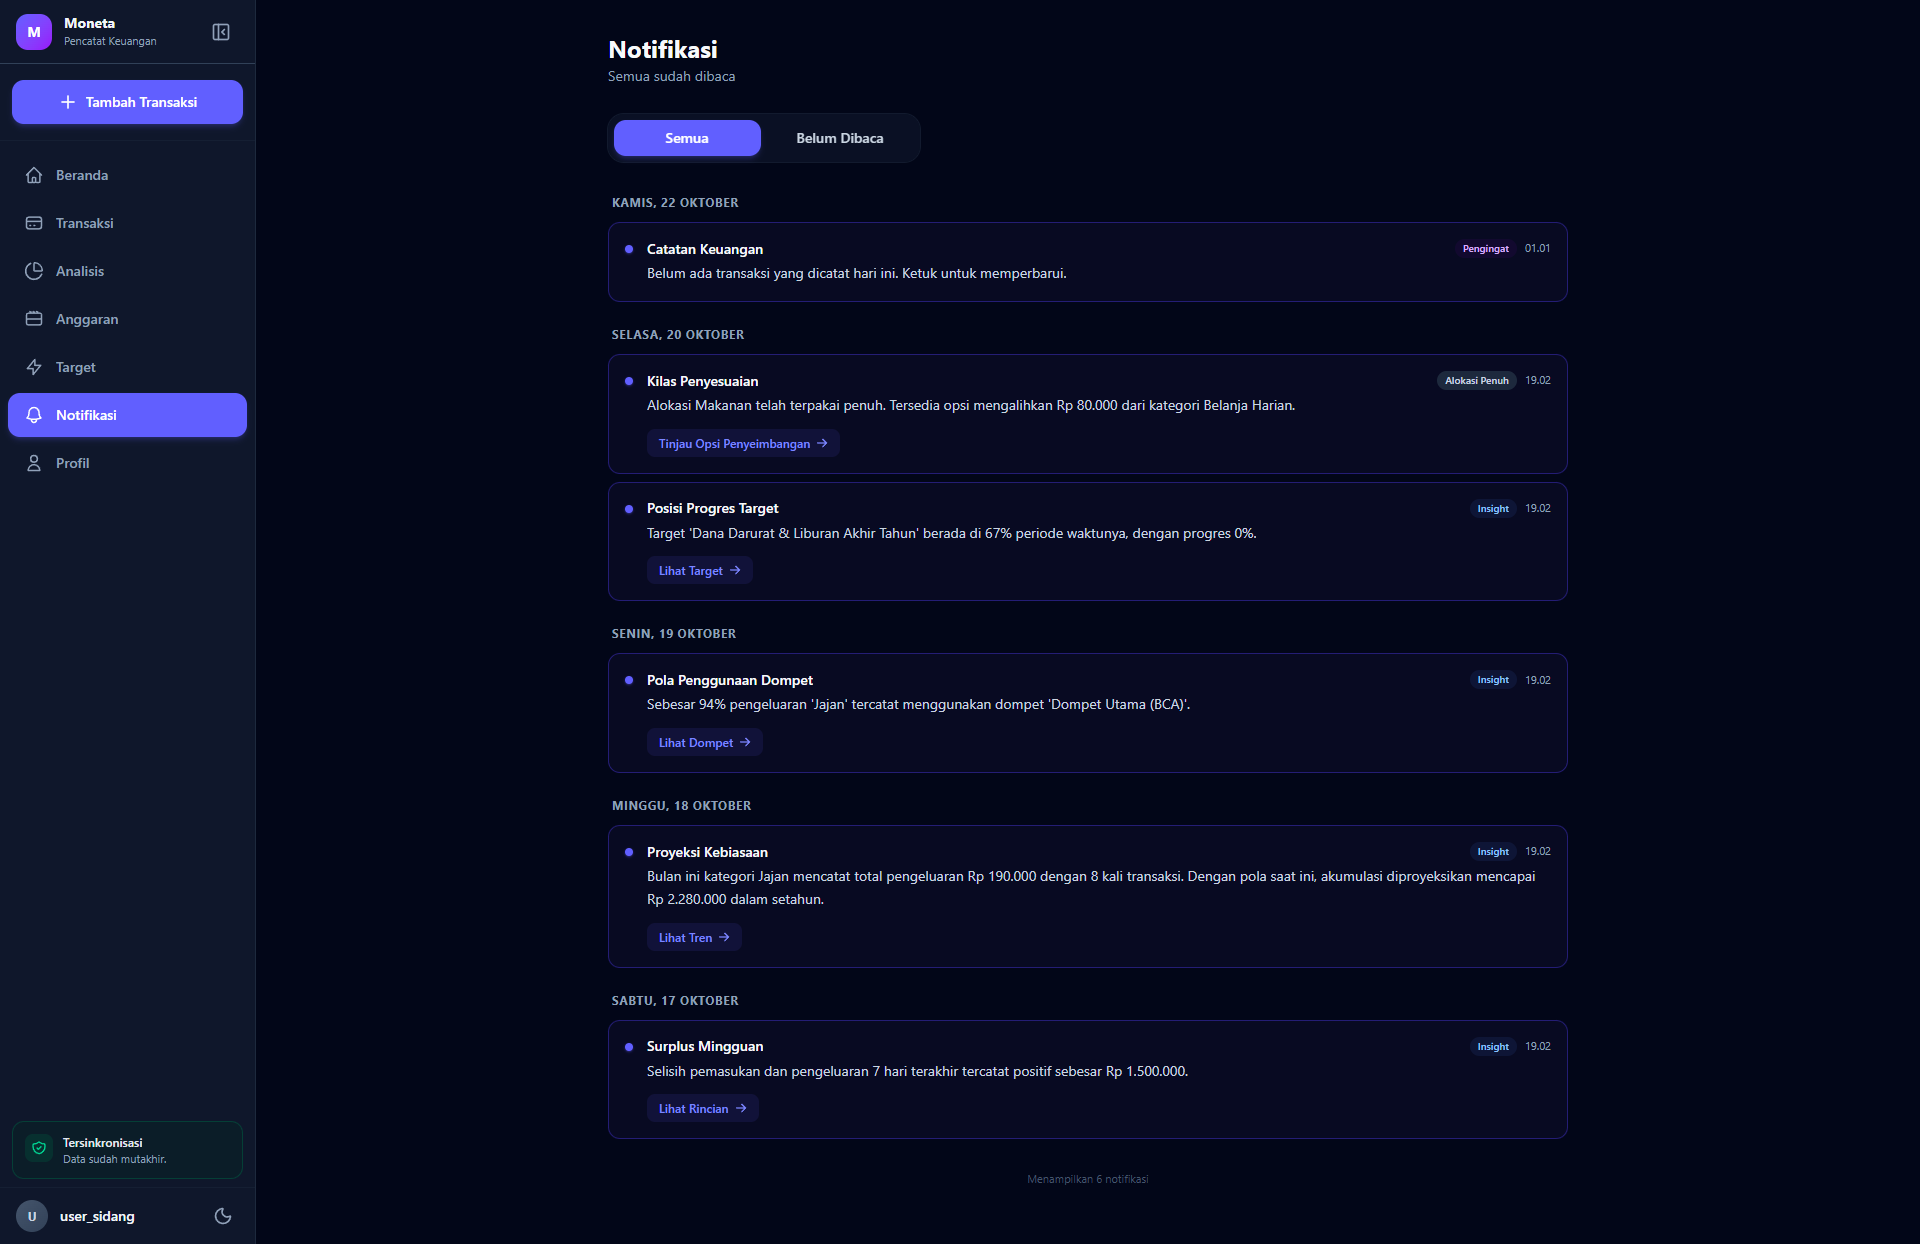 M
Moneta
Pencatat Keuangan
Tambah Transaksi
Beranda
Transaksi
Analisis
Anggaran
Target
Notifikasi
Profil
Tersinkronisasi
Data sudah mutakhir.
U
user_sidang
Notifikasi
Semua sudah dibaca
Semua
Belum Dibaca
KAMIS, 22 OKTOBER
Catatan Keuangan
Pengingat
01.01
Belum ada transaksi yang dicatat hari ini. Ketuk untuk memperbarui.
SELASA, 20 OKTOBER
Kilas Penyesuaian
Alokasi Penuh
19.02
Alokasi Makanan telah terpakai penuh. Tersedia opsi mengalihkan Rp 80.000 dari kategori Belanja Harian.
Tinjau Opsi Penyeimbangan →
Posisi Progres Target
Insight
19.02
Target 'Dana Darurat & Liburan Akhir Tahun' berada di 67% periode waktunya, dengan progres 0%.
Lihat Target →
SENIN, 19 OKTOBER
Pola Penggunaan Dompet
Insight
19.02
Sebesar 94% pengeluaran 'Jajan' tercatat menggunakan dompet 'Dompet Utama (BCA)'.
Lihat Dompet →
MINGGU, 18 OKTOBER
Proyeksi Kebiasaan
Insight
19.02
Bulan ini kategori Jajan mencatat total pengeluaran Rp 190.000 dengan 8 kali transaksi. Dengan pola saat ini, akumulasi diproyeksikan mencapai
Rp 2.280.000 dalam setahun.
Lihat Tren →
SABTU, 17 OKTOBER
Surplus Mingguan
Insight
19.02
Selisih pemasukan dan pengeluaran 7 hari terakhir tercatat positif sebesar Rp 1.500.000.
Lihat Rincian →
Menampilkan 6 notifikasi